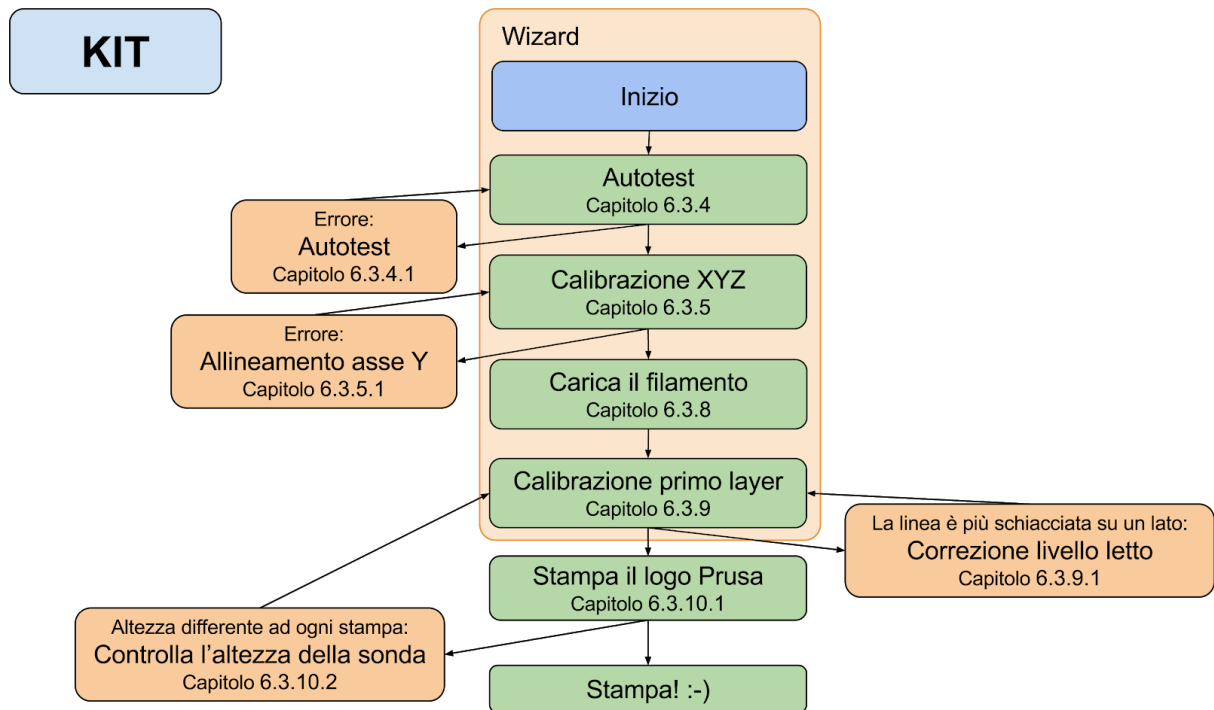 KIT
Wizard
Inizio
Autotest
Capitolo 6.3.4
Errore:
Autotest
Capitolo 6.3.4.1
Calibrazione XYZ
Capitolo 6.3.5
Errore:
Allineamento asse Y
Capitolo 6.3.5.1
Carica il filamento
Capitolo 6.3.8
Calibrazione primo layer
Capitolo 6.3.9
La linea è più schiacciata su un lato:
Correzione livello letto
Capitolo 6.3.9.1
Stampa il logo Prusa
Capitolo 6.3.10.1
Altezza differente ad ogni stampa:
Controlla l'altezza della sonda
Capitolo 6.3.10.2
Stampa! :-)